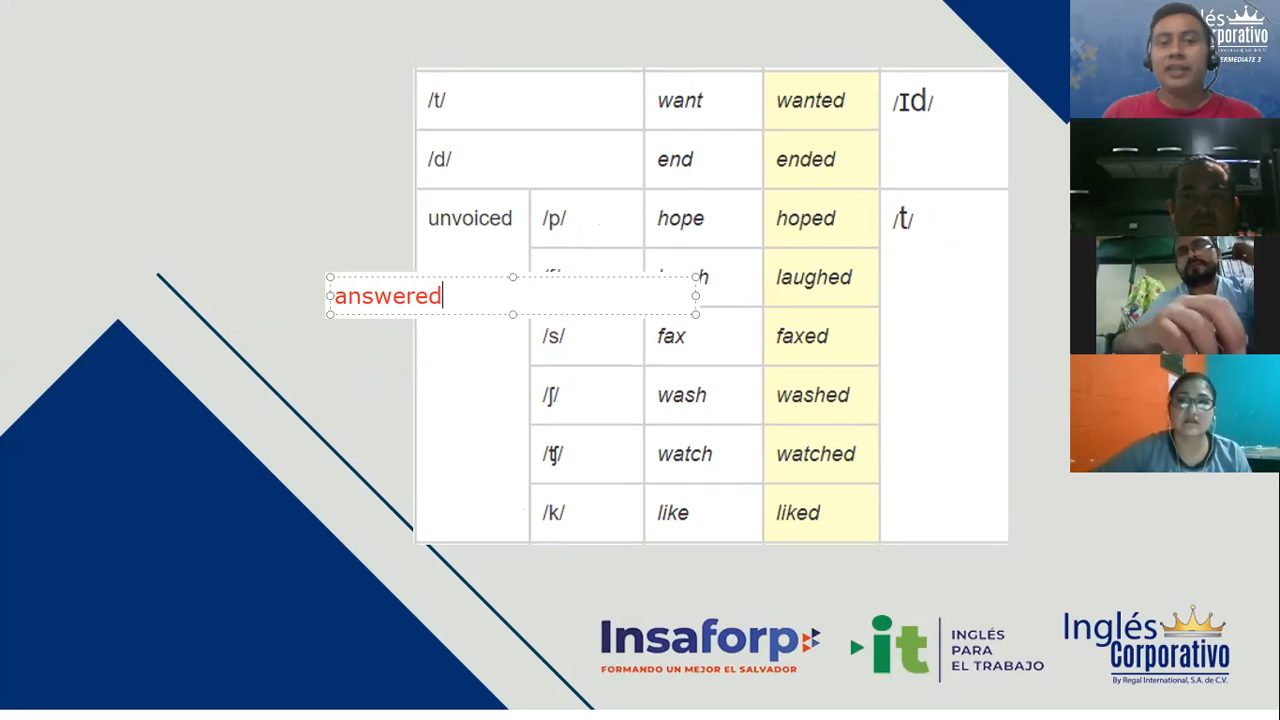 /t/ want wanted /ɪd/
/d/ end ended
unvoiced /p/ hope hoped /t/
laughed
answered
/s/ fax faxed
/ʃ/ wash washed
/ʧ/ watch watched
/k/ like liked
Insaforp
FORMANDO UN MEJOR EL SALVADOR
it
INGLÉS
PARA
EL TRABAJO
Inglés
Corporativo
By Regal International, S.A. de C.V.